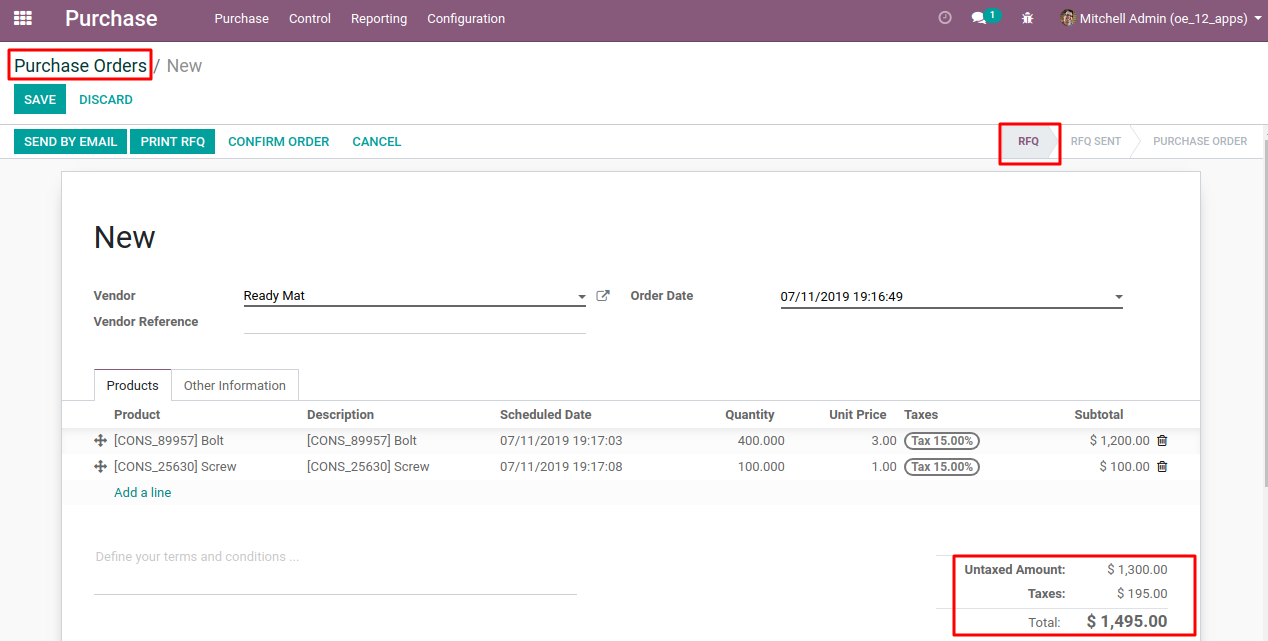 Purchase Purchase Control Reporting Configuration 1 Mitchell Admin (oe_12_apps)
Purchase Orders / New
SAVE DISCARD
SEND BY EMAIL PRINT RFQ CONFIRM ORDER CANCEL RFQ RFQ SENT PURCHASE ORDER
New
Vendor Ready Mat Order Date 07/11/2019 19:16:49
Vendor Reference
Products Other Information
Product Description Scheduled Date Quantity Unit Price Taxes Subtotal
[CONS_89957] Bolt [CONS_89957] Bolt 07/11/2019 19:17:03 400.000 3.00 Tax 15.00% $ 1,200.00
[CONS_25630] Screw [CONS_25630] Screw 07/11/2019 19:17:08 100.000 1.00 Tax 15.00% $ 100.00
Add a line
Define your terms and conditions ...
Untaxed Amount: $ 1,300.00
Taxes: $ 195.00
Total: $ 1,495.00